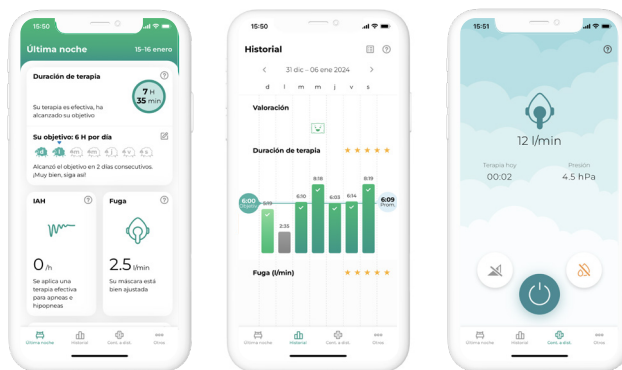 15:50
Última noche
15-16 enero
Duración de terapia
7 H
35 min
Su terapia es efectiva, ha
alcanzado su objetivo
Su objetivo: 6 H por día
d l m m j v s
Alcanzó el objetivo en 2 días consecutivos.
¡Muy bien, siga así!
IAH
0 /h
Se aplica una
terapia efectiva
para apneas e
hipopneas
Fuga
2.5 l/min
Su máscara está
bien ajustada
Última noche
Historial
Cont. a dist.
Otros
15:50
Historial
31 dic – 06 ene 2024
d l m m j v s
Valoración
Duración de terapia
6:00
Objetivo
5:19
2:35
6:10
8:18
6:03
6:14
8:19
6:09
Prom.
Fuga (l/min)
Última noche
Historial
Cont. a dist.
Otros
15:51
12 l/min
Terapia hoy
00:02
Presión
4.5 hPa
Última noche
Historial
Cont. a dist.
Otros